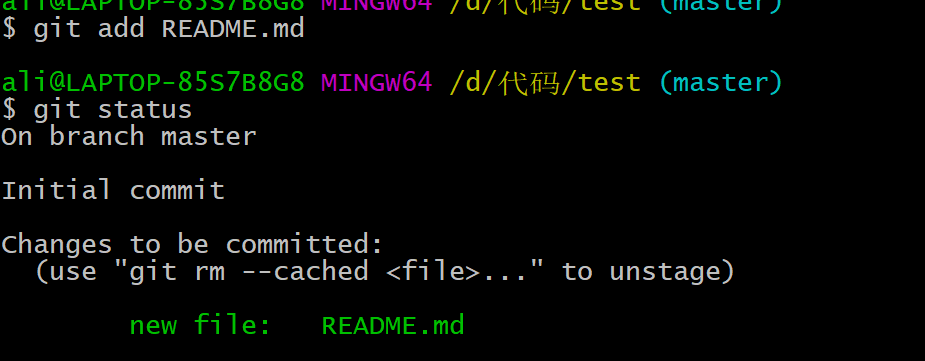 ali@LAPTOP-85S7B8G8 MINGW64 /d/代码/test (master)
$ git add README.md
ali@LAPTOP-85S7B8G8 MINGW64 /d/代码/test (master)
$ git status
On branch master
Initial commit
Changes to be committed:
  (use "git rm --cached <file>..." to unstage)
        new file:   README.md